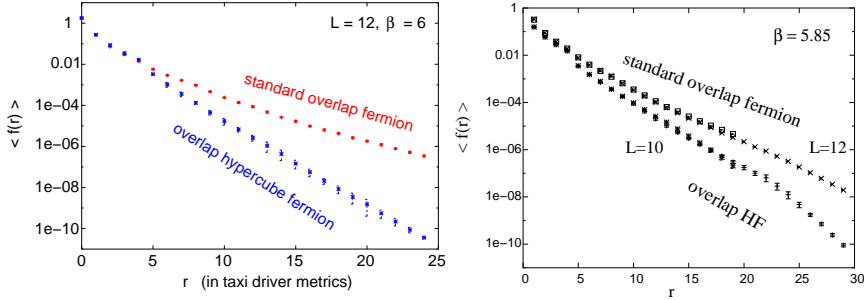 L = 12, β = 6
1
0.01
1e−04
1e−06
1e−08
1e−10
< f(r) >
standard overlap fermion
overlap hypercube fermion
0 5 10 15 20 25
r (in taxi driver metrics)
β = 5.85
1
0.01
1e−04
1e−06
1e−08
1e−10
< f(r) >
standard overlap fermion
L=10
L=12
overlap HF
0 5 10 15 20 25 30
r